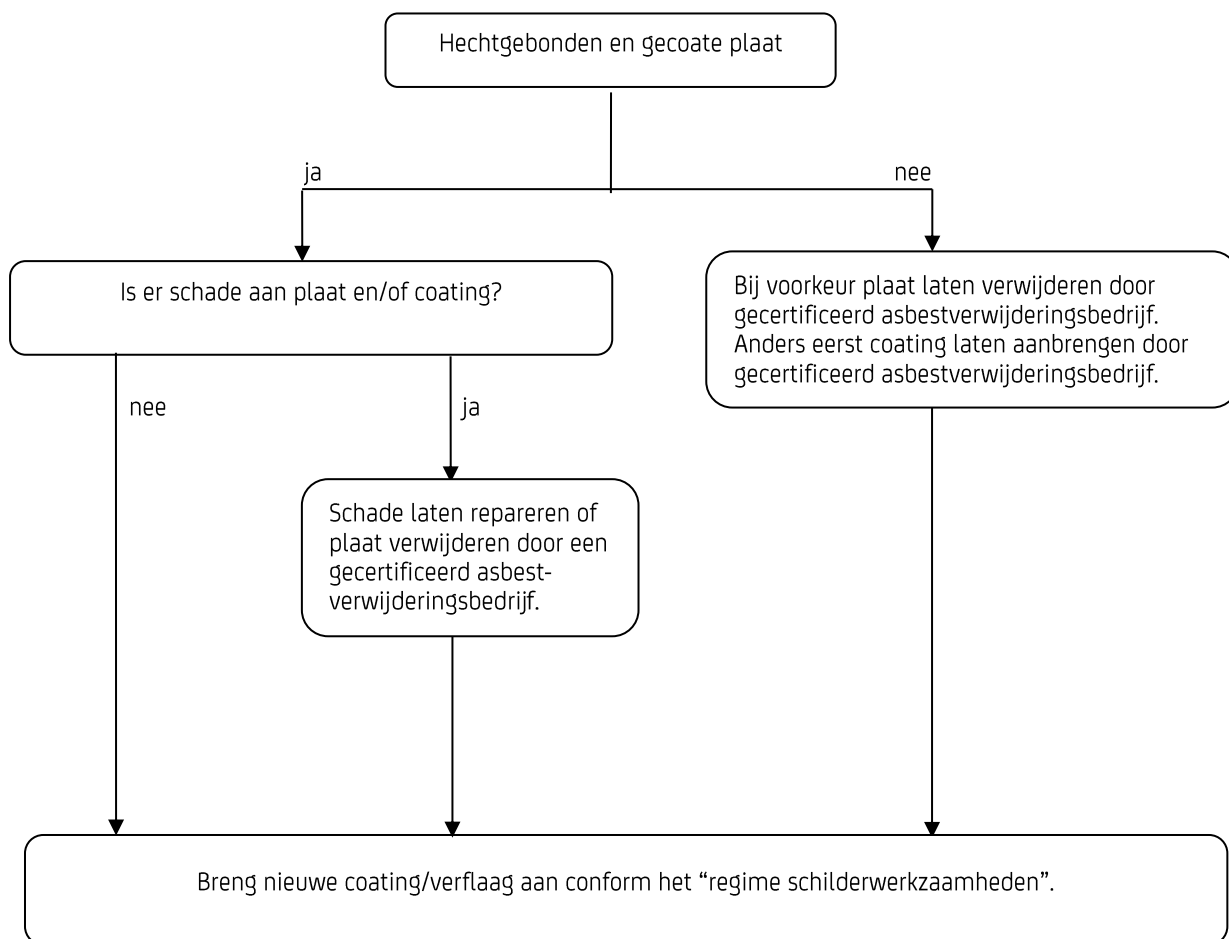 Hechtgebonden en gecoate plaat
ja
nee
Is er schade aan plaat en/of coating?
Bij voorkeur plaat laten verwijderen door
gecertificeerd asbestverwijderingsbedrijf.
Anders eerst coating laten aanbrengen door
gecertificeerd asbestverwijderingsbedrijf.
nee
ja
Schade laten repareren of
plaat verwijderen door een
gecertificeerd asbest-
verwijderingsbedrijf.
Breng nieuwe coating/verflaag aan conform het “regime schilderwerkzaamheden”.